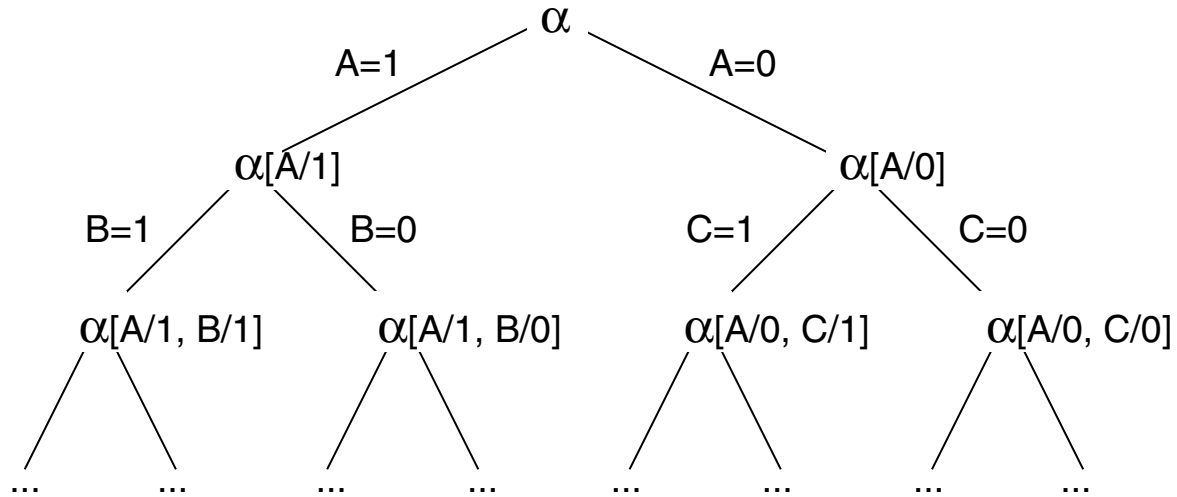 α
A=1 A=0
α[A/1] α[A/0]
B=1 B=0 C=1 C=0
α[A/1, B/1] α[A/1, B/0] α[A/0, C/1] α[A/0, C/0]
... ... ... ... ... ... ... ...